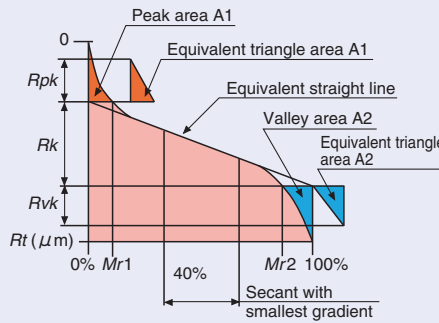 Peak area A1
0
Equivalent triangle area A1
Rpk
Equivalent straight line
Valley area A2
Equivalent triangle
area A2
Rk
Rvk
Rt (μm)
0% Mr1 40% Mr2 100%
Secant with
smallest gradient